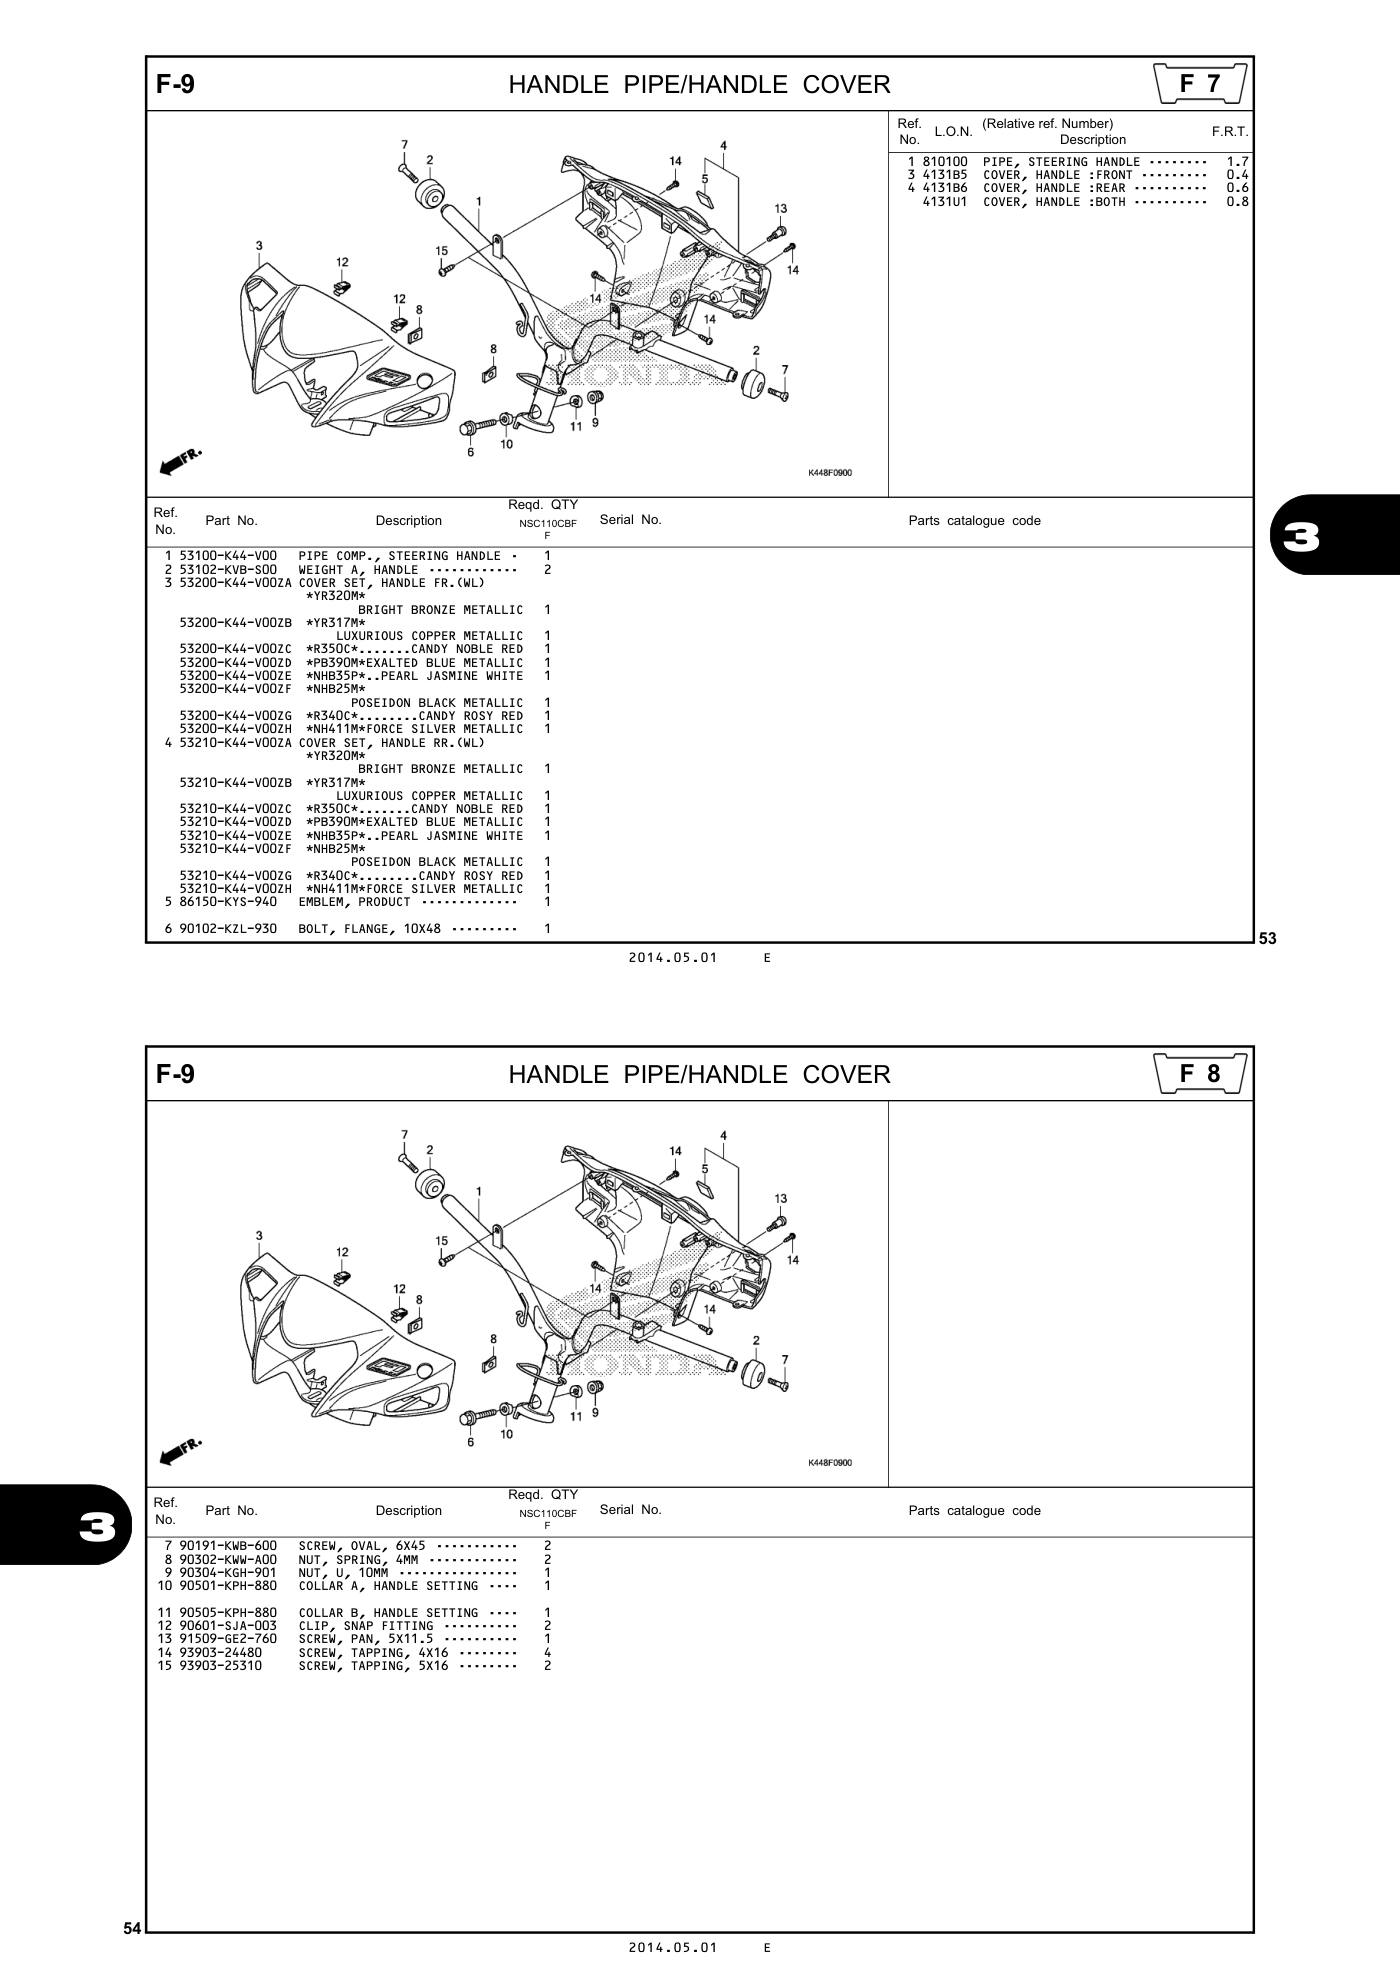 F-9 HANDLE PIPE/HANDLE COVER F 7
Ref. No. L.O.N. (Relative ref. Number) Description F.R.T.
1 810100 PIPE, STEERING HANDLE -------- 1.7
3 4131B5 COVER, HANDLE :FRONT --------- 0.4
4 4131B6 COVER, HANDLE :REAR ---------- 0.6
4131U1 COVER, HANDLE :BOTH ---------- 0.8
7
2
1
15
3
12
12
8
8
6
10
11
9
14
4
5
13
14
14
14
2
7
HONDA
FR.
K448F0900
Ref. No. Part No. Description Reqd. QTY NSC110CBF F Serial No. Parts catalogue code
1 53100-K44-V00 PIPE COMP., STEERING HANDLE - 1
2 53102-KVB-S00 WEIGHT A, HANDLE ------------ 2
3 53200-K44-V00ZA COVER SET, HANDLE FR.(WL)
*YR320M*
BRIGHT BRONZE METALLIC 1
53200-K44-V00ZB *YR317M*
LUXURIOUS COPPER METALLIC 1
53200-K44-V00ZC *R350C*.......CANDY NOBLE RED 1
53200-K44-V00ZD *PB390M*EXALTED BLUE METALLIC 1
53200-K44-V00ZE *NHB35P*..PEARL JASMINE WHITE 1
53200-K44-V00ZF *NHB25M*
POSEIDON BLACK METALLIC 1
53200-K44-V00ZG *R340C*........CANDY ROSY RED 1
53200-K44-V00ZH *NH411M*FORCE SILVER METALLIC 1
4 53210-K44-V00ZA COVER SET, HANDLE RR.(WL)
*YR320M*
BRIGHT BRONZE METALLIC 1
53210-K44-V00ZB *YR317M*
LUXURIOUS COPPER METALLIC 1
53210-K44-V00ZC *R350C*.......CANDY NOBLE RED 1
53210-K44-V00ZD *PB390M*EXALTED BLUE METALLIC 1
53210-K44-V00ZE *NHB35P*..PEARL JASMINE WHITE 1
53210-K44-V00ZF *NHB25M*
POSEIDON BLACK METALLIC 1
53210-K44-V00ZG *R340C*........CANDY ROSY RED 1
53210-K44-V00ZH *NH411M*FORCE SILVER METALLIC 1
5 86150-KYS-940 EMBLEM, PRODUCT ------------- 1
6 90102-KZL-930 BOLT, FLANGE, 10X48 --------- 1
3
53
2014.05.01 E
F-9 HANDLE PIPE/HANDLE COVER F 8
7
2
1
15
3
12
12
8
8
6
10
11
9
14
4
5
13
14
14
14
2
7
HONDA
FR.
K448F0900
Ref. No. Part No. Description Reqd. QTY NSC110CBF F Serial No. Parts catalogue code
7 90191-KWB-600 SCREW, OVAL, 6X45 ----------- 2
8 90302-KWW-A00 NUT, SPRING, 4MM ------------ 2
9 90304-KGH-901 NUT, U, 10MM ---------------- 1
10 90501-KPH-880 COLLAR A, HANDLE SETTING ---- 1
11 90505-KPH-880 COLLAR B, HANDLE SETTING ---- 1
12 90601-SJA-003 CLIP, SNAP FITTING ---------- 2
13 91509-GE2-760 SCREW, PAN, 5X11.5 ---------- 1
14 93903-24480 SCREW, TAPPING, 4X16 -------- 4
15 93903-25310 SCREW, TAPPING, 5X16 -------- 2
3
54
2014.05.01 E